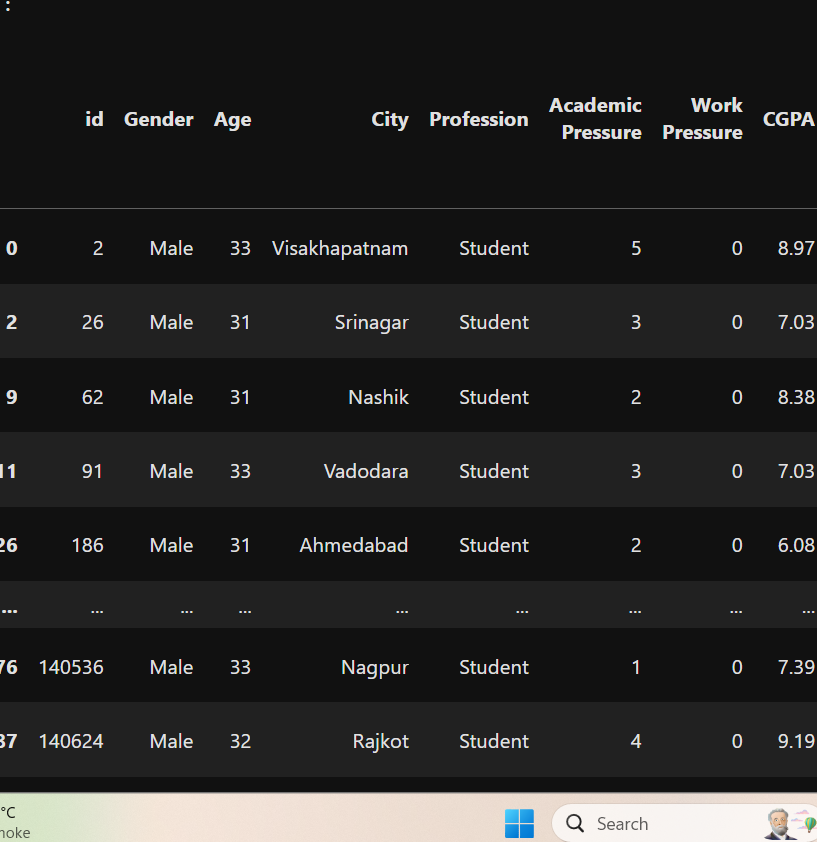 :
id Gender Age City Profession Academic Pressure Work Pressure CGPA
0 2 Male 33 Visakhapatnam Student 5 0 8.97
2 26 Male 31 Srinagar Student 3 0 7.03
9 62 Male 31 Nashik Student 2 0 8.38
11 91 Male 33 Vadodara Student 3 0 7.03
26 186 Male 31 Ahmedabad Student 2 0 6.08
... ... ... ... ... ... ... ... ...
76 140536 Male 33 Nagpur Student 1 0 7.39
37 140624 Male 32 Rajkot Student 4 0 9.19
°C
Search